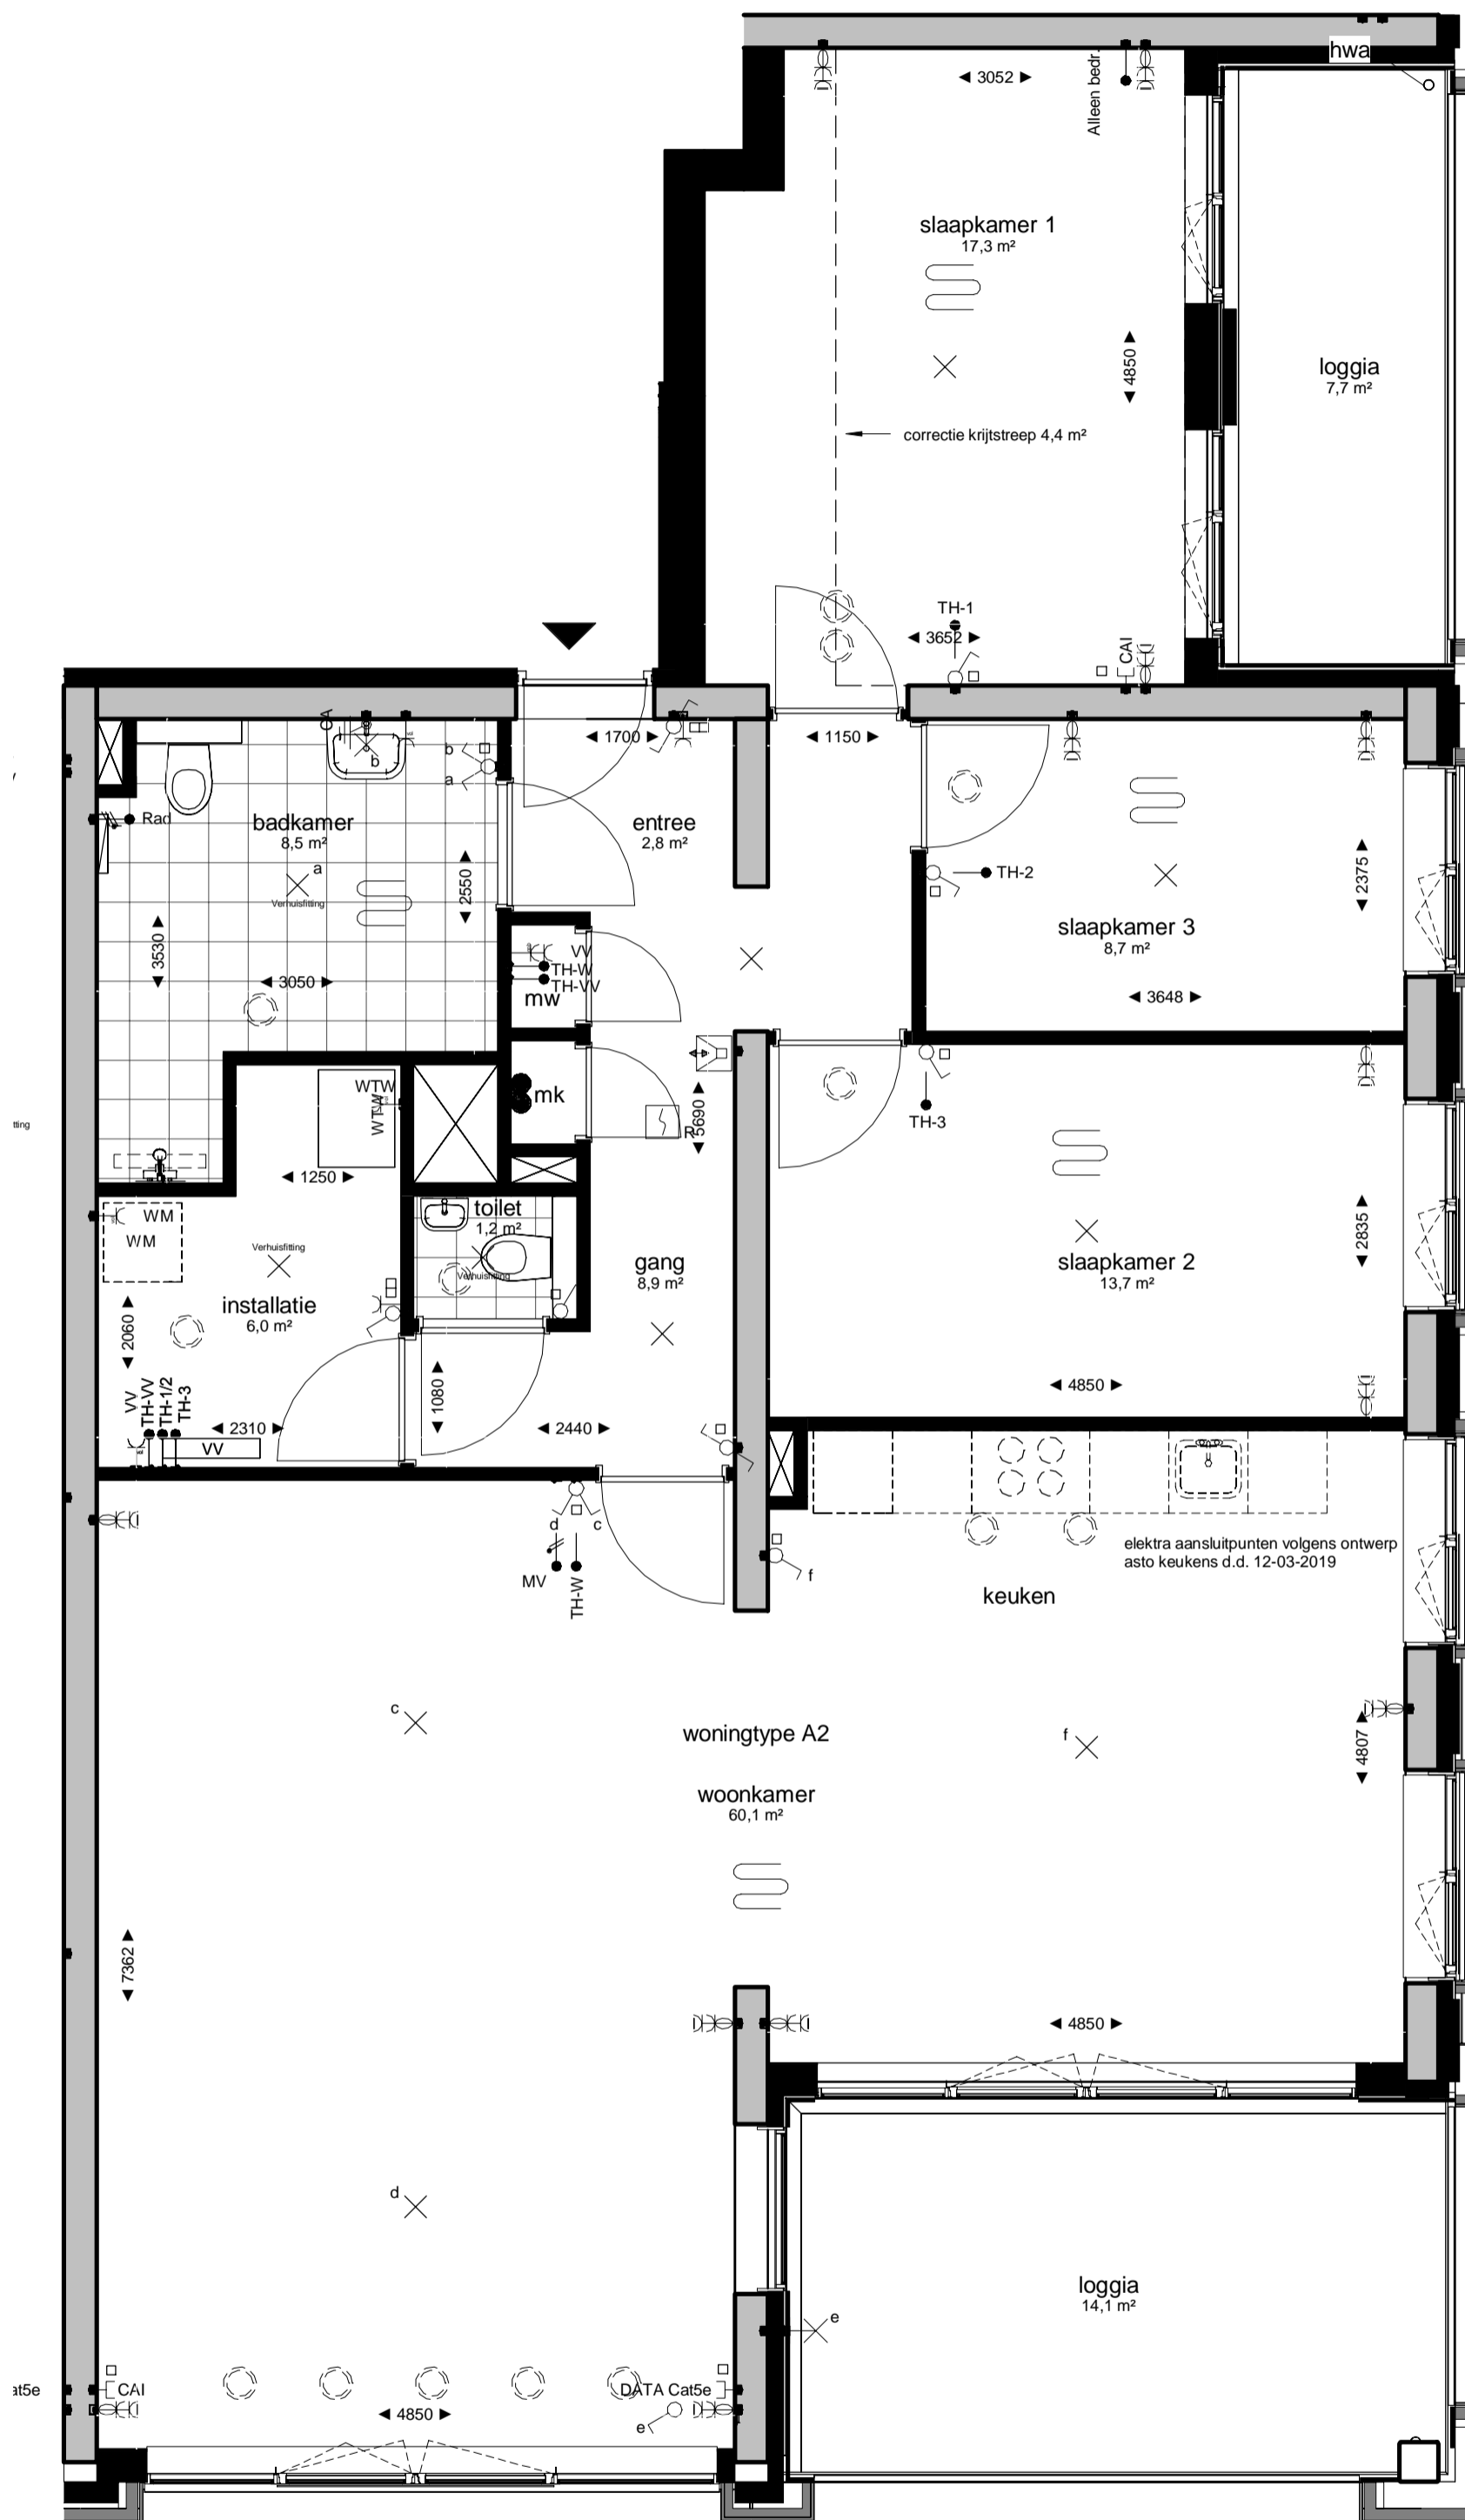 hwa
◄ 3052 ►
Alleen bedr.
slaapkamer 1
17,3 m²
4850
loggia
7,7 m²
correctie krijtstreep 4,4 m²
TH-1
◄ 3652 ►
CAI
◄ 1700 ►
◄ 1150 ►
b
b
a
Rad
badkamer
8,5 m²
a
Verhuisfitting
2550
entree
2,8 m²
TH-2
2375
slaapkamer 3
8,7 m²
3530
◄ 3050 ►
VV
TH-W
TH-VV
mw
◄ 3648 ►
WTW
WTW
mk
R
5690
TH-3
tting
◄ 1250 ►
WM
WM
toilet
1,2 m²
Verhuisfitting
Verhuisfitting
gang
8,9 m²
slaapkamer 2
13,7 m²
2835
installatie
6,0 m²
2060
VV
TH-VV
TH-1/2
TH-3
1080
◄ 4850 ►
◄ 2310 ►
VV
◄ 2440 ►
d
c
MV
TH-W
f
elektra aansluitpunten volgens ontwerp
asto keukens d.d. 12-03-2019
keuken
c
woningtype A2
f
4807
woonkamer
60,1 m²
7362
◄ 4850 ►
d
loggia
14,1 m²
e
at5e
CAI
DATA Cat5e
◄ 4850 ►
e